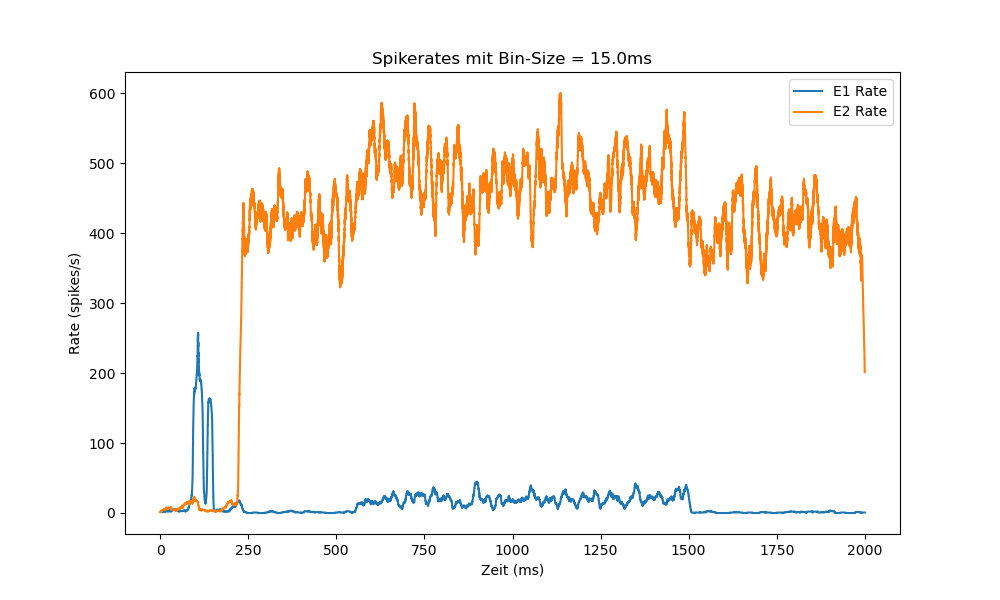 Spikerates mit Bin-Size = 15.0ms
E1 Rate
E2 Rate
600
500
400
300
200
100
0
Rate (spikes/s)
0 250 500 750 1000 1250 1500 1750 2000
Zeit (ms)